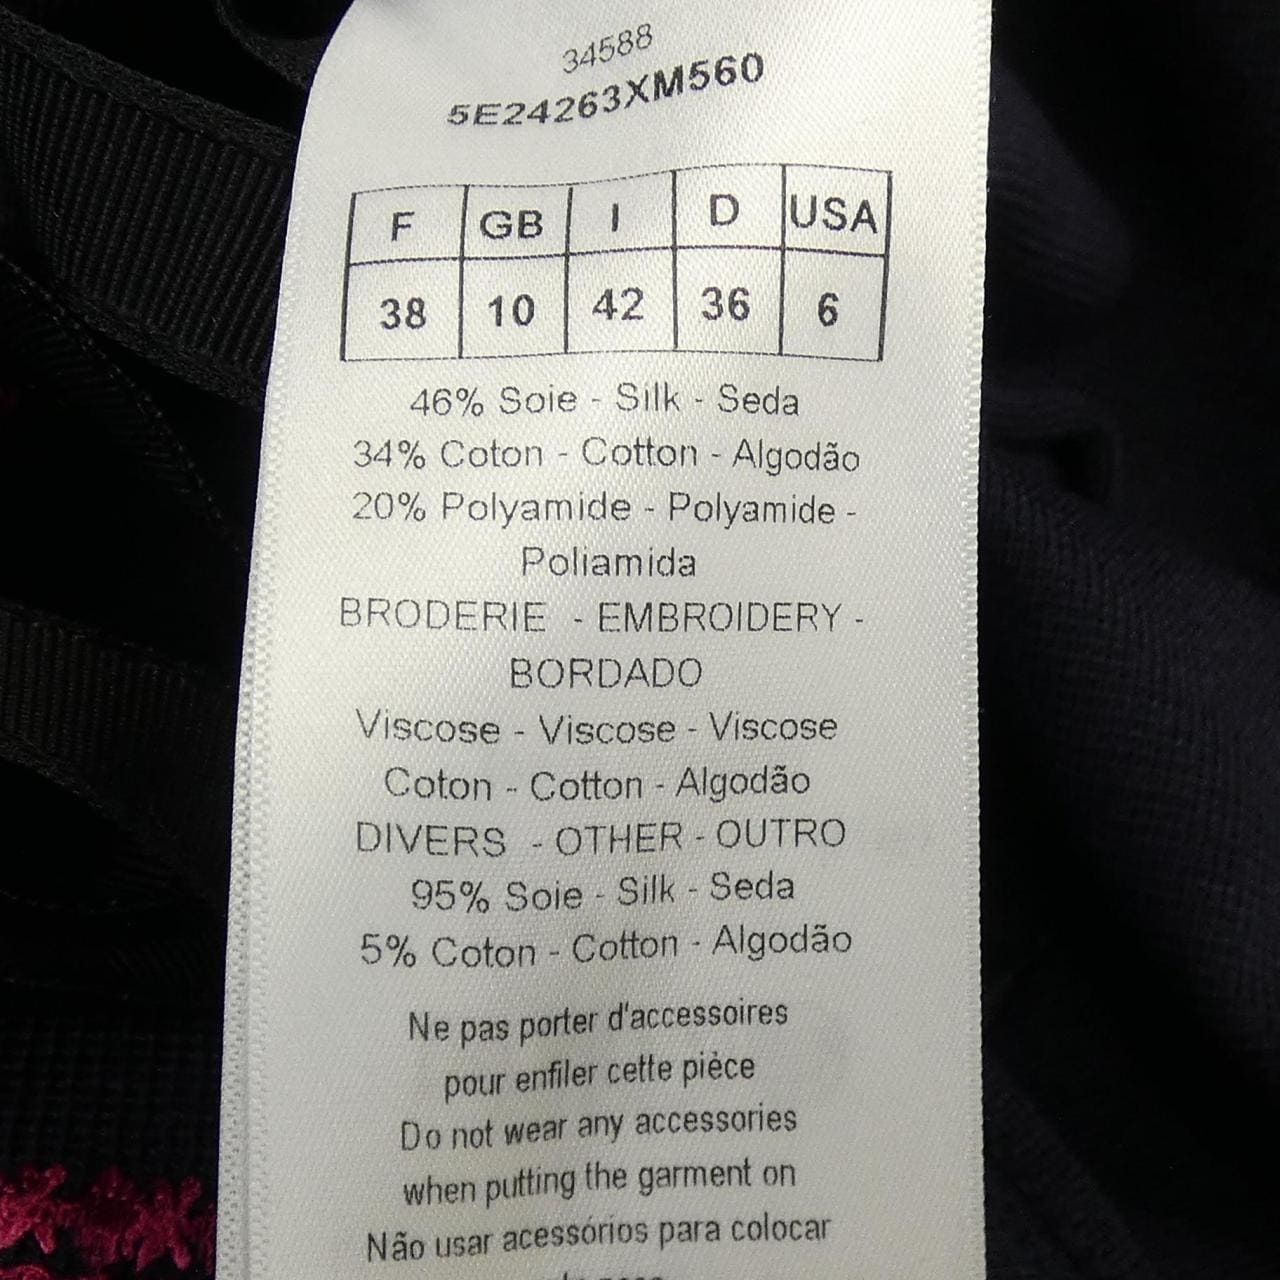 34588
5E24263XM560
F GB I D USA
38 10 42 36 6
46% Soie - Silk - Seda
34% Coton - Cotton - Algodão
20% Polyamide - Polyamide -
Poliamida
BRODERIE - EMBROIDERY -
BORDADO
Viscose - Viscose - Viscose
Coton - Cotton - Algodão
DIVERS - OTHER - OUTRO
95% Soie - Silk - Seda
5% Coton - Cotton - Algodão
Ne pas porter d'accessoires
pour enfiler cette pièce
Do not wear any accessories
when putting the garment on
Não usar acessórios para colocar